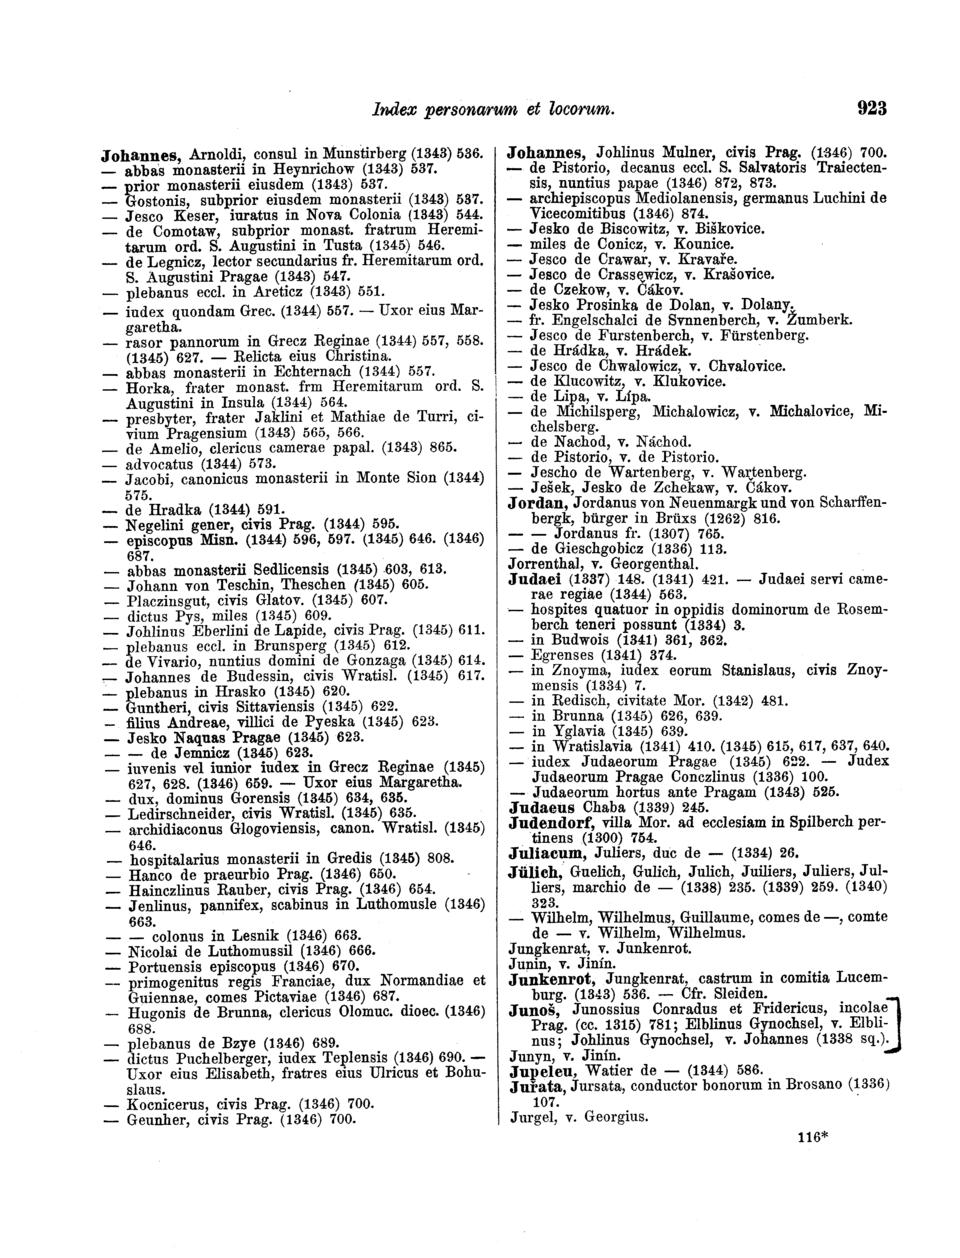 Index personarum et locorum. 923
Johannes, Arnoldi, consul in Munstirberg (1343) 536.
— abbas monasterii in Heynrichow (1343) 537.
— prior monasterii eiusdem (1343) 537.
— Gostonis, subprior eiusdem monasterii (1343) 537.
— Jesco Keser, iuratus in Nova Colonia (1343) 544.
— de Comotaw, subprior monast. fratrum Heremi-
tarum ord. S. Augustini in Tusta (1345) 546.
— de Legnicz, lector secundarius fr. Heremitarum ord.
S. Augustini Pragae (1343) 547.
— plebanus eccl. in Areticz (1343) 551.
— iudex quondam Grec. (1344) 557. — Uxor eius Mar-
garetha.
— rasor pannorum in Grecz Reginae (1344) 557, 558.
(1345) 627. — Relicta eius Christina.
— abbas monasterii in Echternach (1344) 557.
— Horka, frater monast. frm Heremitarum ord. S.
Augustini in Insula (1344) 564.
— presbyter, frater Jaklini et Mathiae de Turri, ci-
vium Pragensium (1343) 565, 566.
— de Amelio, clericus camerae papal. (1343) 865.
— advocatus (1344) 573.
— Jacobi, canonicus monasterii in Monte Sion (1344)
575.
— de Hradka (1344) 591.
— Negelini gener, civis Prag. (1344) 595.
— episcopus Misn. (1344) 596, 597. (1345) 646. (1346)
687.
— abbas monasterii Sedlicensis (1345) 603, 613.
— Johann von Teschin, Theschen (1345) 605.
— Placzinsgut, civis Glatov. (1345) 607.
— dictus Pys, miles (1345) 609.
— Johlinus Eberlini de Lapide, civis Prag. (1345) 611.
— plebanus eccl. in Brunsperg (1345) 612.
— de Vivario, nuntius domini de Gonzaga (1345) 614.
— Johannes de Budessin, civis Wratisl. (1345) 617.
— plebanus in Hrasko (1345) 620.
— Guntheri, civis Sittaviensis (1345) 622.
— filius Andreae, villici de Pyeska (1345) 623.
— Jesko Naquas Pragae (1345) 623.
— — de Jemnicz (1345) 623.
— iuvenis vel iunior iudex in Grecz Reginae (1345)
627, 628. (1346) 659. — Uxor eius Margaretha.
— dux, dominus Gorensis (1345) 634, 635.
— Ledirschneider, civis Wratisl. (1345) 635.
— archidiaconus Glogoviensis, canon. Wratisl. (1345)
646.
— hospitalarius monasterii in Gredis (1345) 808.
— Hanco de praeurbio Prag. (1346) 650.
— Hainczlinus Rauber, civis Prag. (1346) 654.
— Jenlinus, pannifex, scabinus in Luthomusle (1346)
663.
— — colonus in Lesnik (1346) 663.
— Nicolai de Luthomussil (1346) 666.
— Portuensis episcopus (1346) 670.
— primogenitus regis Franciae, dux Normandiae et
Guiennae, comes Pictaviae (1346) 687.
— Hugonis de Brunna, clericus Olomuc. dioec. (1346)
688.
— plebanus de Bzye (1346) 689.
— dictus Puchelberger, iudex Teplensis (1346) 690. —
Uxor eius Elisabeth, fratres eius Ulricus et Bohu-
slaus.
— Kocnicerus, civis Prag. (1346) 700.
— Geunher, civis Prag. (1346) 700.
Johannes, Johlinus Mulner, civis Prag. (1346) 700.
— de Pistorio, decanus eccl. S. Salvatoris Traiecten-
sis, nuntius papae (1346) 872, 873.
— archiepiscopus Mediolanensis, germanus Luchini de
Vicecomitibus (1346) 874.
— Jesko de Biscowitz, v. Biškovice.
— miles de Conicz, v. Kounice.
— Jesco de Crawar, v. Kravaře.
— Jesco de Crassewicz, v. Krašovice.
— de Czekow, v. Čákov.
— Jesko Prosinka de Dolan, v. Dolany.
— fr. Engelschalci de Svnnenberch, v. Žumberk.
— Jesco de Furstenberch, v. Fürstenberg.
— de Hrádka, v. Hrádek.
— Jesco de Chwalowicz, v. Chvalovice.
— de Klucowitz, v. Klukovice.
— de Lipa, v. Lípa.
— de Michilsperg, Michalowicz, v. Michalovice, Mi-
chelsberg.
— de Nachod, v. Náchod.
— de Pistorio, v. de Pistorio.
— Jescho de Wartenberg, v. Wartenberg.
— Ješek, Jesko de Zchekaw, v. Čákov.
Jordan, Jordanus von Neuenmargk und von Scharffen-
bergk, bürger in Brüxs (1262) 816.
— — Jordanus fr. (1307) 765.
— de Gieschgobicz (1336) 113.
Jorrenthal, v. Georgenthal.
Judaei (1337) 148. (1341) 421. — Judaei servi came-
rae regiae (1344) 563.
— hospites quatuor in oppidis dominorum de Rosem-
berch teneri possunt (1334) 3.
— in Budwois (1341) 361, 362.
— Egrenses (1341) 374.
— in Znoyma, iudex eorum Stanislaus, civis Znoy-
mensis (1334) 7.
— in Redisch, civitate Mor. (1342) 481.
— in Brunna (1345) 626, 639.
— in Yglavia (1345) 639.
— in Wratislavia (1341) 410. (1345) 615, 617, 637, 640.
— iudex Judaeorum Pragae (1345) 622. — Judex
Judaeorum Pragae Conczlinus (1336) 100.
— Judaeorum hortus ante Pragam (1343) 525.
Judaeus Chaba (1339) 245.
Judendorf, villa Mor. ad ecclesiam in Spilberch per-
tinens (1300) 754.
Juliacum, Juliers, duc de — (1334) 26.
Jülich, Guelich, Gulich, Julich, Juiliers, Juliers, Jul-
liers, marchio de — (1338) 235. (1339) 259. (1340)
323.
— Wilhelm, Wilhelmus, Guillaume, comes de —, comte
de — v. Wilhelm, Wilhelmus.
Jungkenrat, v. Junkenrot.
Junin, v. Jinín.
Junkenrot, Jungkenrat, castrum in comitia Lucem-
burg. (1343) 536. — Cfr. Sleiden.
Junoš, Junossius Conradus et Fridericus, incolae
Prag. (cc. 1315) 781; Elblinus Gynochsel, v. Elbli-
nus; Johlinus Gynochsel, v. Johannes (1338 sq.).
Junyn, v. Jinín.
Jupeleu, Watier de — (1344) 586.
Juřata, Jursata, conductor bonorum in Brosano (1336)
107.
Jurgel, v. Georgius.
116*